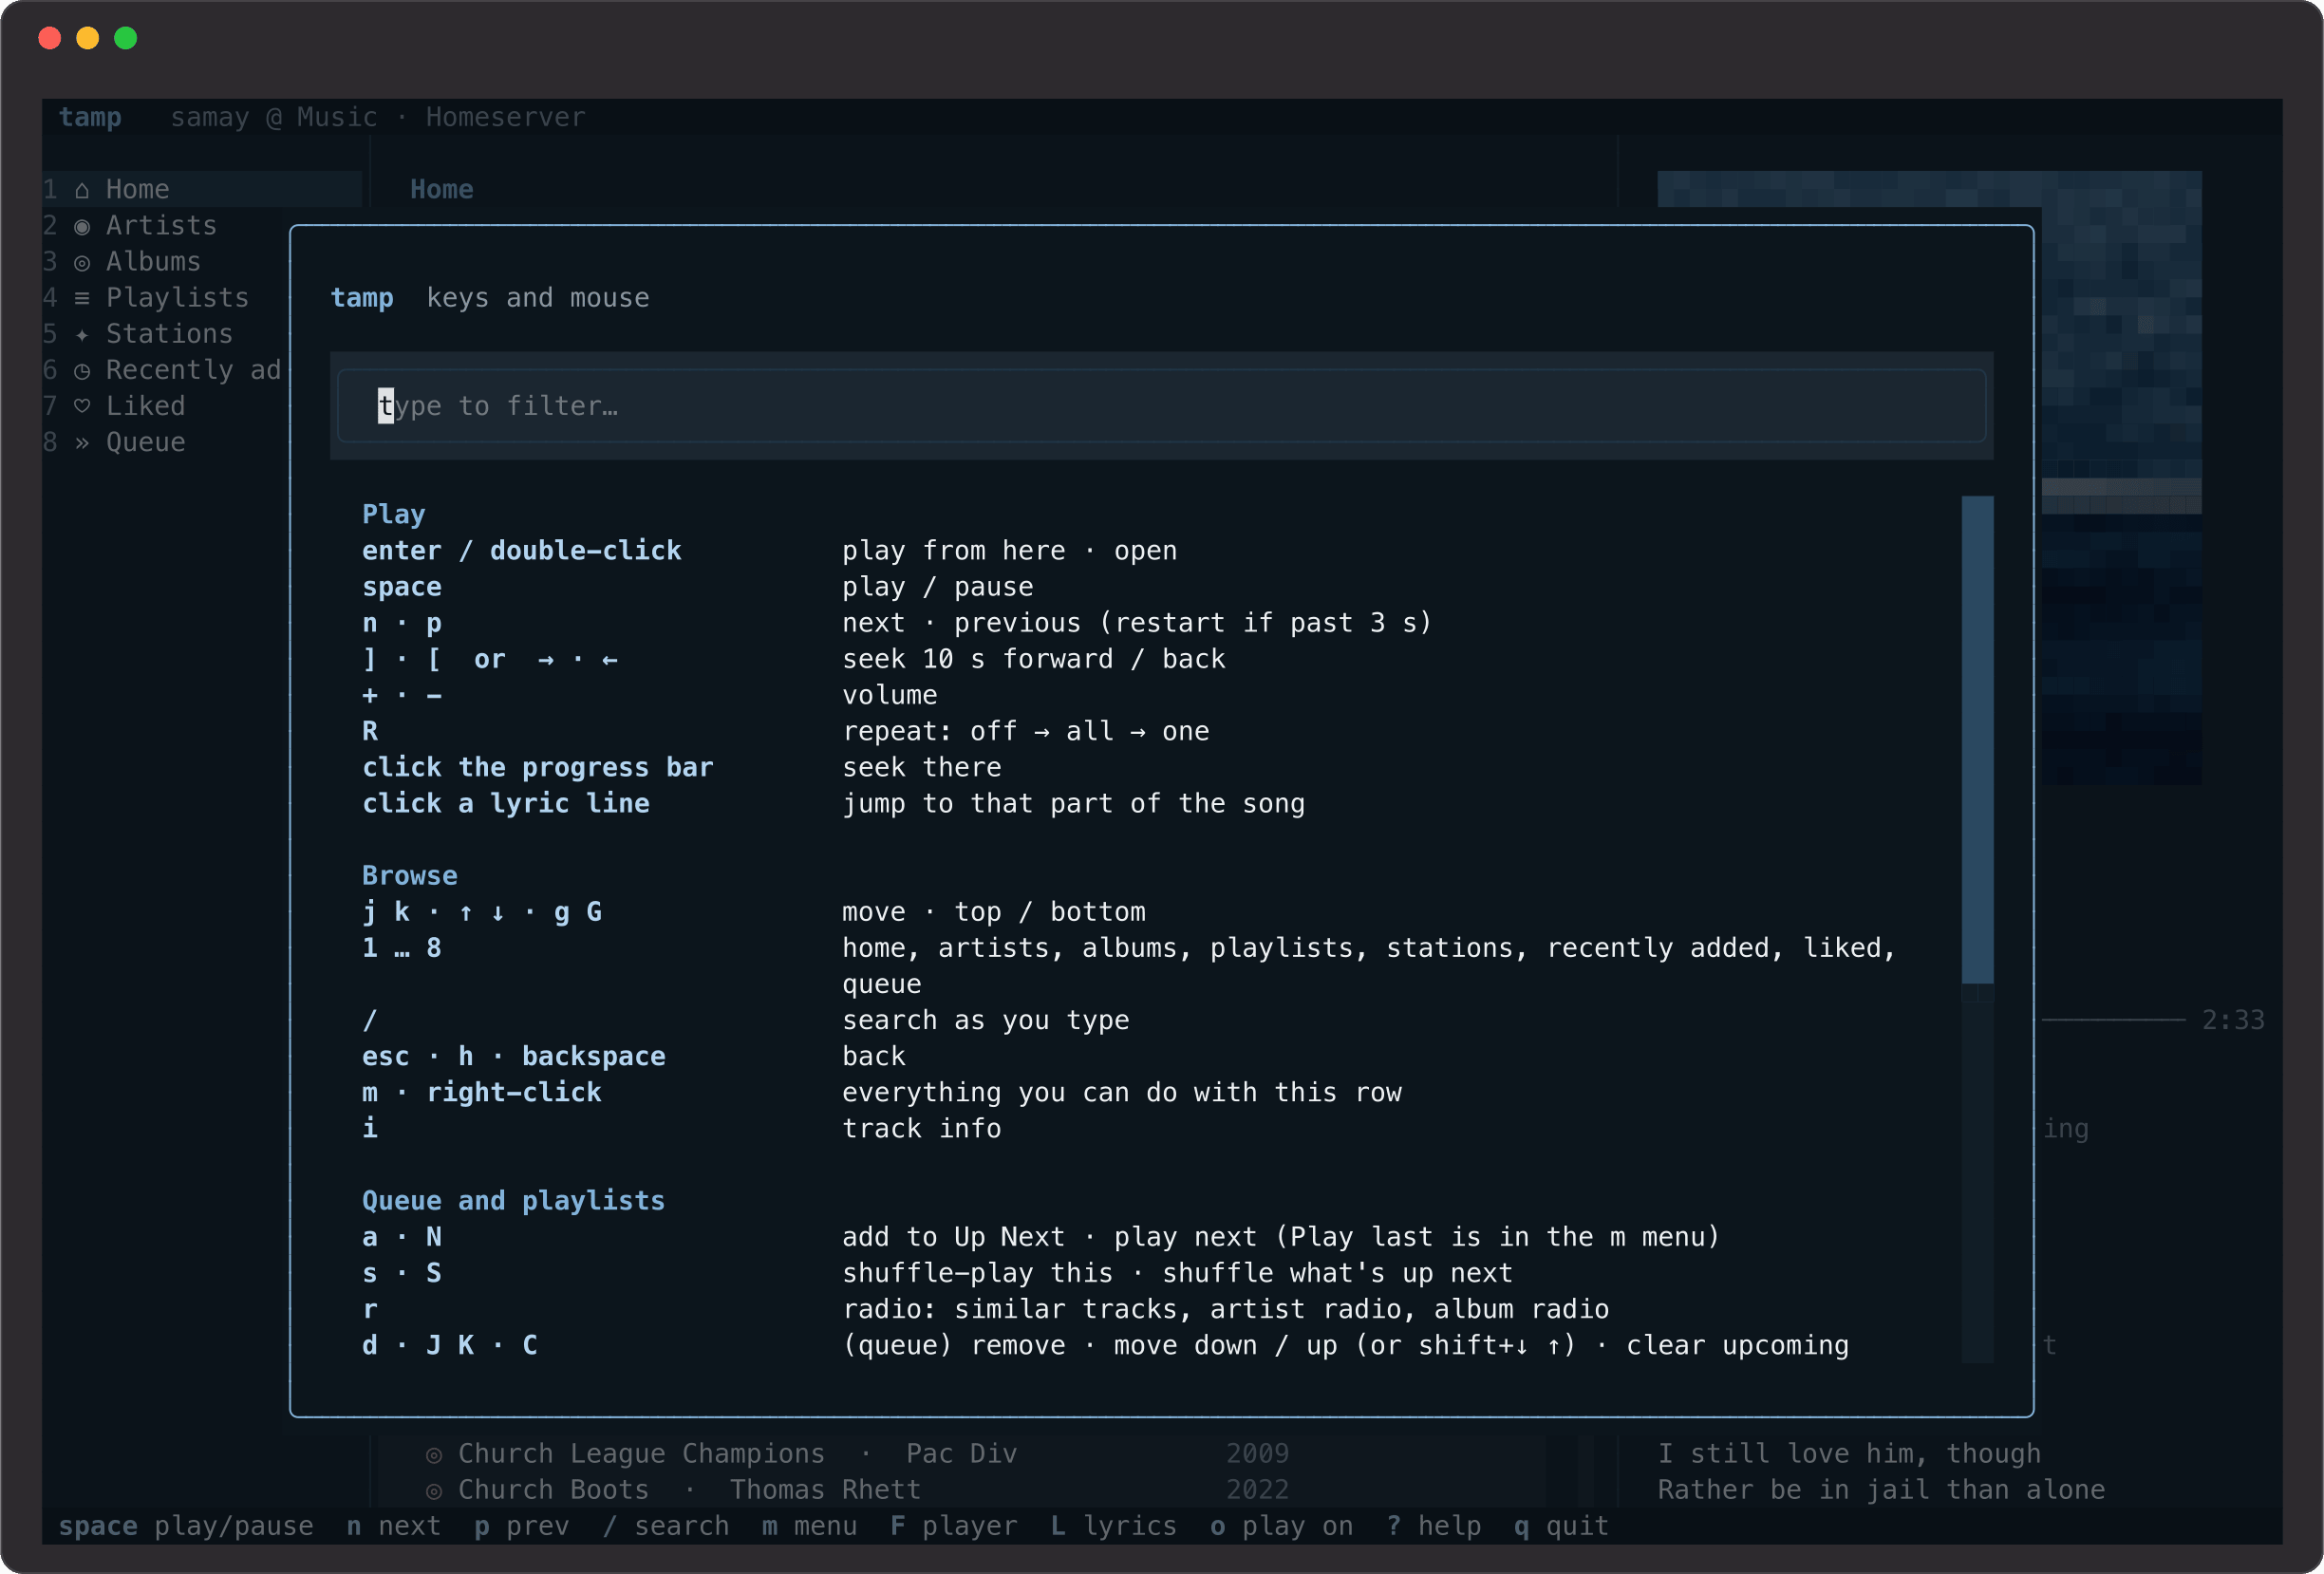 tamp   samay @ Music · Homeserver
1 ⌂ Home
2 ◉ Artists
3 ◎ Albums
4 ≡ Playlists
5 ✦ Stations
6 ◷ Recently ad
7 ♡ Liked
8 » Queue
Home
tamp  keys and mouse
type to filter…
Play
enter / double-click   play from here · open
space   play / pause
n · p   next · previous (restart if past 3 s)
] · [  or  → · ←   seek 10 s forward / back
+ · −   volume
R   repeat: off → all → one
click the progress bar   seek there
click a lyric line   jump to that part of the song
Browse
j k · ↑ ↓ · g G   move · top / bottom
1 … 8   home, artists, albums, playlists, stations, recently added, liked,
queue
/   search as you type
esc · h · backspace   back
m · right-click   everything you can do with this row
i   track info
Queue and playlists
a · N   add to Up Next · play next (Play last is in the m menu)
s · S   shuffle-play this · shuffle what's up next
r   radio: similar tracks, artist radio, album radio
d · J K · C   (queue) remove · move down / up (or shift+↓ ↑) · clear upcoming
2:33
ing
t
◎ Church League Champions  ·  Pac Div   2009
◎ Church Boots  ·  Thomas Rhett   2022
I still love him, though
Rather be in jail than alone
space play/pause  n next  p prev  / search  m menu  F player  L lyrics  o play on  ? help  q quit